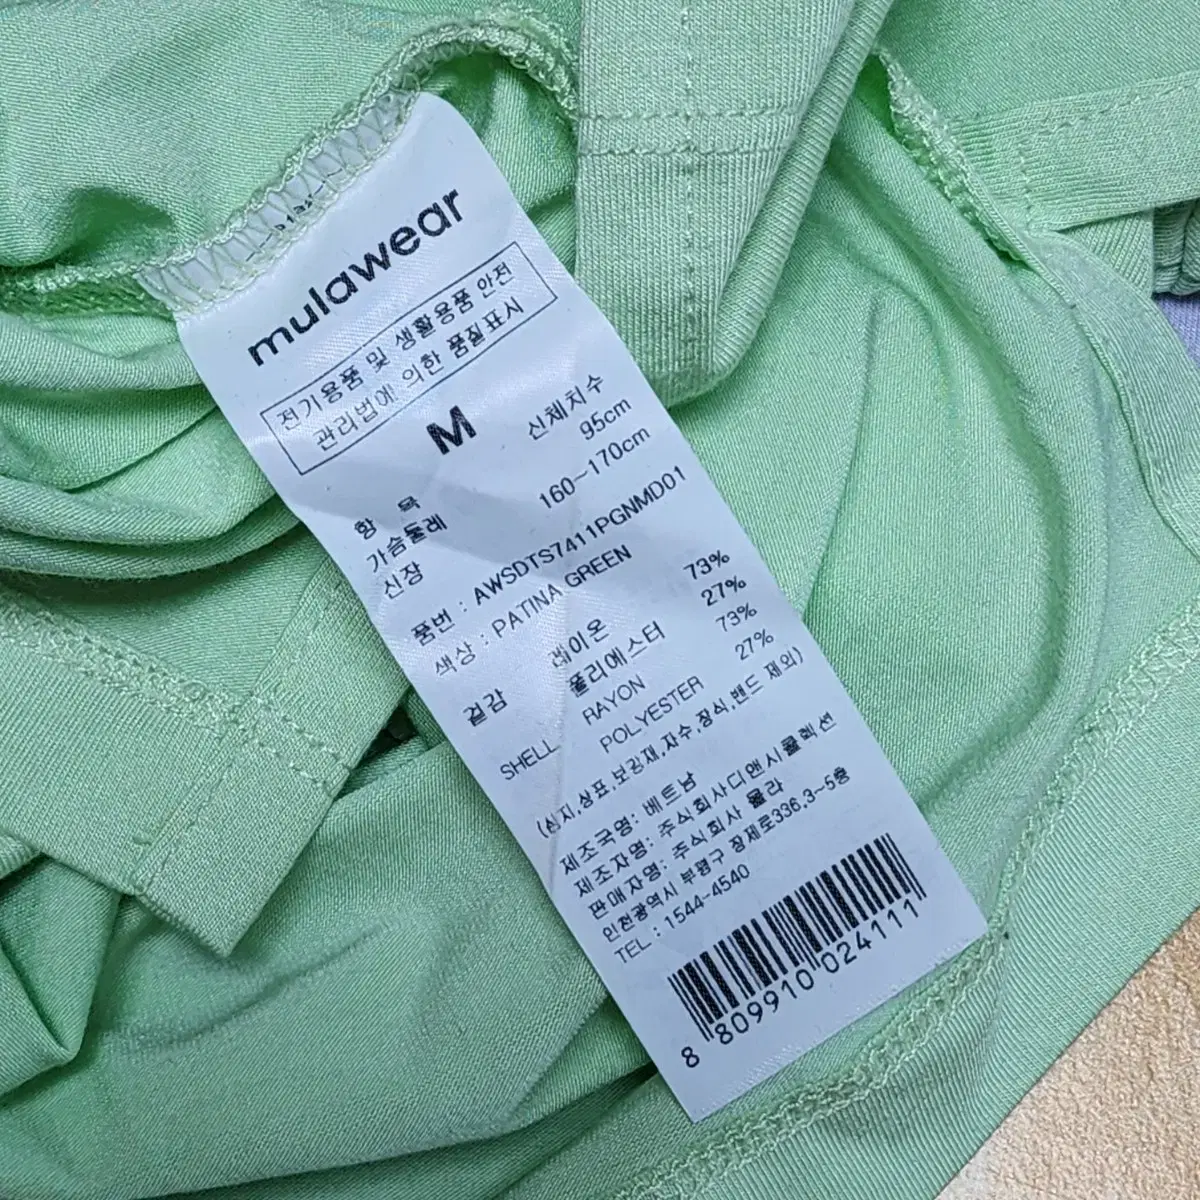 mulawear
전기용품 및 생활용품 안전
관리법에 의한 품질표시
M
항 목 신체치수
가슴둘레 95cm
신장 160~170cm
품번 : AWSDTS7411PGNMD01
색상 : PATINA GREEN
겉감 레이온 73%
폴리에스터 27%
SHELL RAYON 73%
POLYESTER 27%
(심지,상표,보강재,자수,장식,밴드 제외)
제조국명: 베트남
제조자명: 주식회사디앤시콜렉션
판매자명: 주식회사 물라
인천광역시 부평구 장제로336,3~5층
TEL : 1544-4540
8 809910 024111